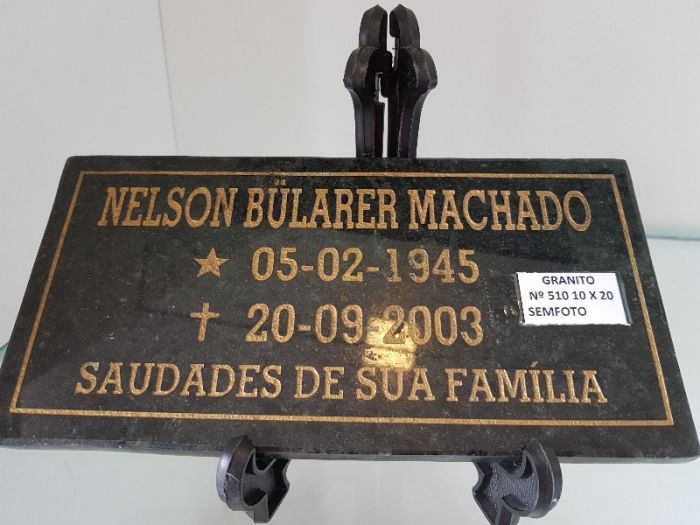 NELSON BÜLARER MACHADO
★ 05-02-1945
✝ 20-09-2003
SAUDADES DE SUA FAMÍLIA
GRANITO
Nº 510 10 X 20
SEMFOTO